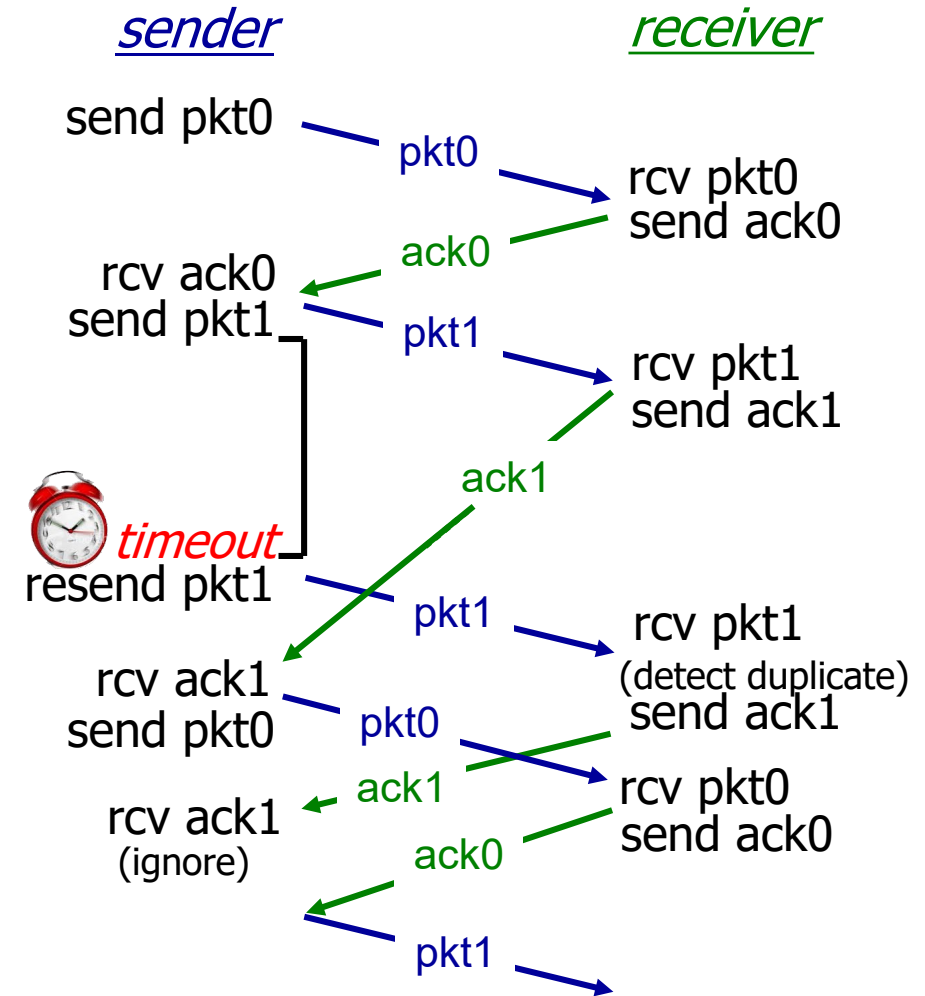 sender receiver
send pkt0
pkt0
rcv pkt0
send ack0
ack0
rcv ack0
send pkt1
pkt1
rcv pkt1
send ack1
ack1
timeout
resend pkt1
pkt1
rcv pkt1
(detect duplicate)
send ack1
rcv ack1
send pkt0
pkt0
ack1
rcv pkt0
send ack0
rcv ack1
(ignore)
ack0
pkt1